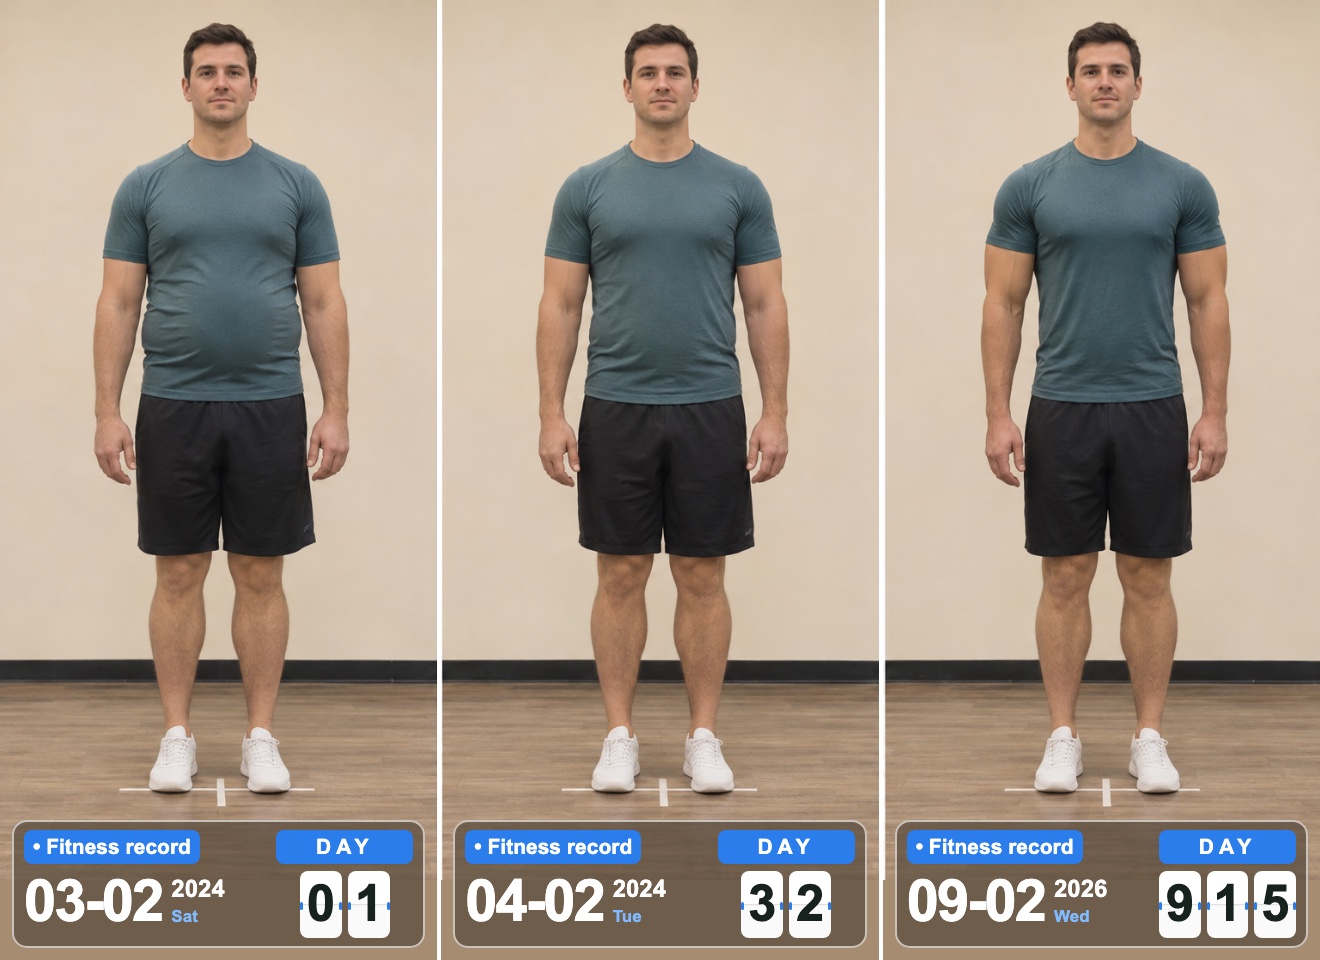 • Fitness record
DAY
03-02 2024 Sat
01
• Fitness record
DAY
04-02 2024 Tue
32
• Fitness record
DAY
09-02 2026 Wed
915